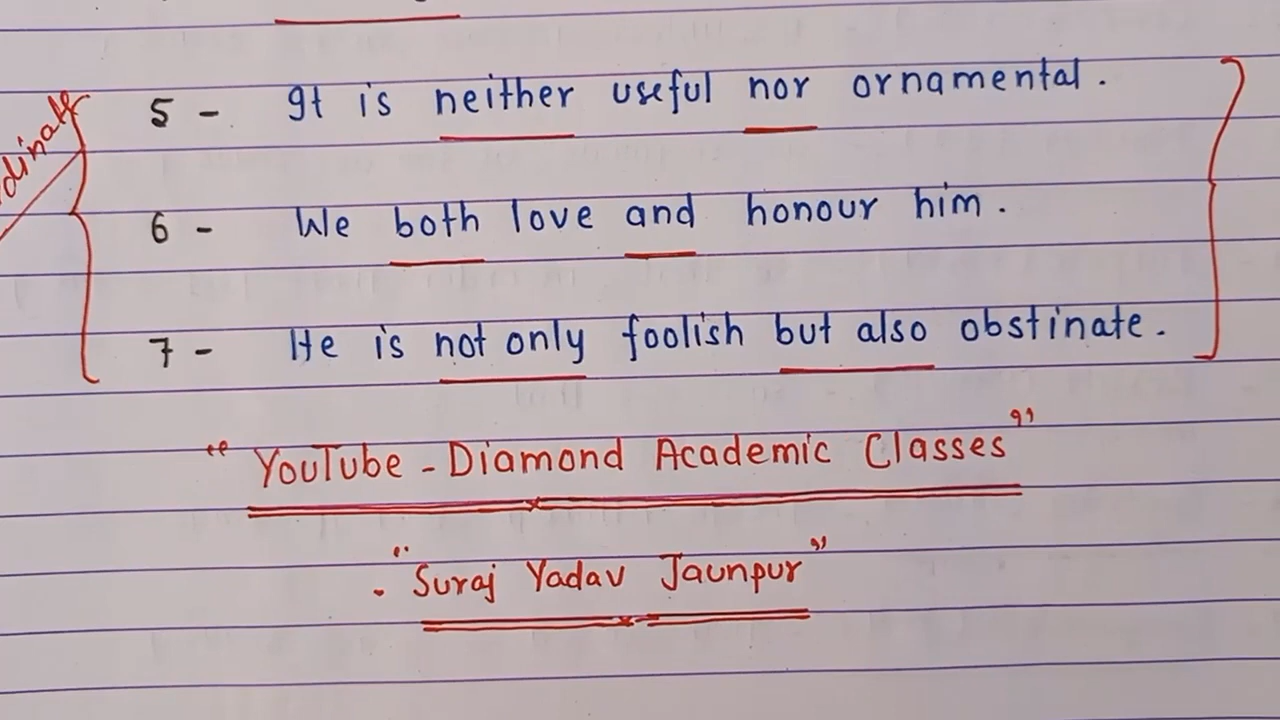 5 - It is neither useful nor ornamental.
6 - We both love and honour him.
7 - He is not only foolish but also obstinate.
"YouTube - Diamond Academic Classes"
- "Suraj Yadav Jaunpur"